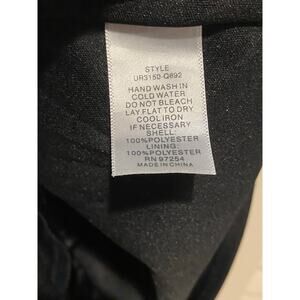 STYLE
UR3150-Q892
HAND WASH IN
COLD WATER
DO NOT BLEACH
LAY FLAT TO DRY
COOL IRON
IF NECESSARY
SHELL:
100%POLYESTER
LINING:
100%POLYESTER
RN 97254
MADE IN CHINA